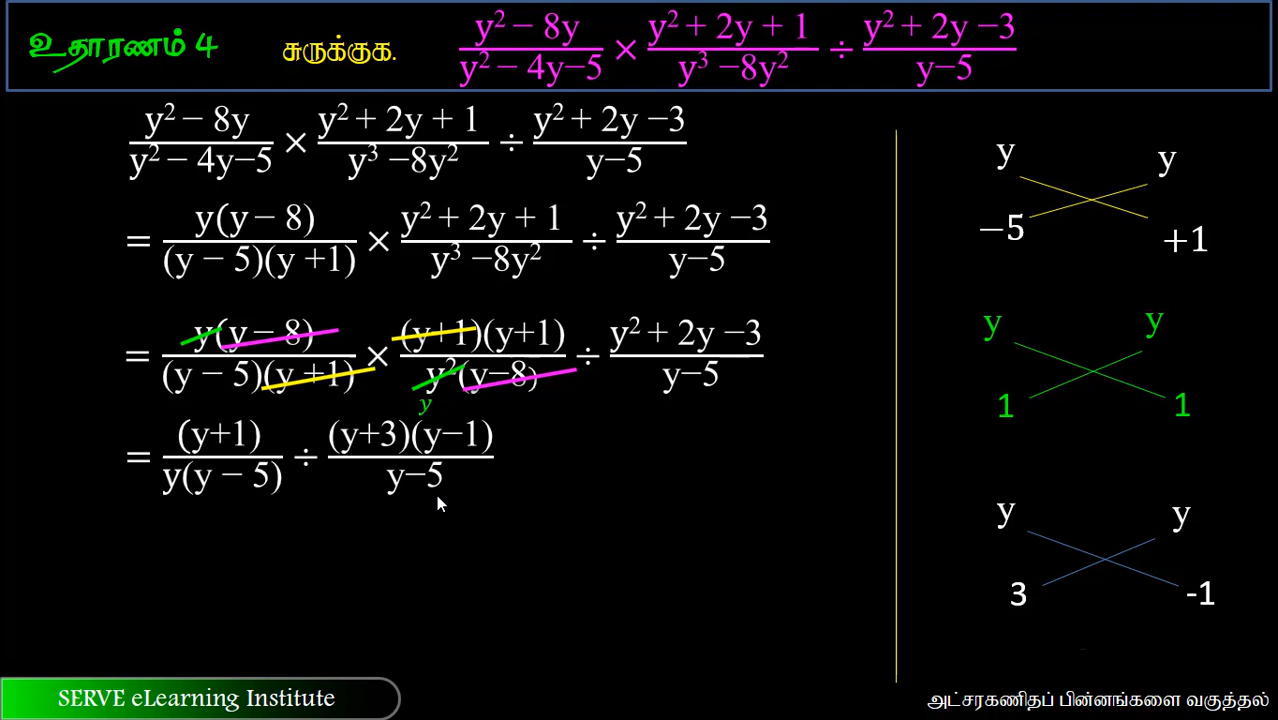 உதாரணம் 4 சுருக்குக. (y² − 8y)/(y² − 4y−5) × (y² + 2y + 1)/(y³ −8y²) ÷ (y² + 2y −3)/(y−5)
(y² − 8y)/(y² − 4y−5) × (y² + 2y + 1)/(y³ −8y²) ÷ (y² + 2y −3)/(y−5)
= y(y − 8)/(y − 5)(y +1) × (y² + 2y + 1)/(y³ −8y²) ÷ (y² + 2y −3)/(y−5)
= y(y − 8)/(y − 5)(y +1) × (y+1)(y+1)/y²(y−8) ÷ (y² + 2y −3)/(y−5)
y
= (y+1)/y(y − 5) ÷ (y+3)(y−1)/(y−5)
y y
−5 +1
y y
1 1
y y
3 -1
SERVE eLearning Institute
அட்சரகணிதப் பின்னங்களை வகுத்தல்